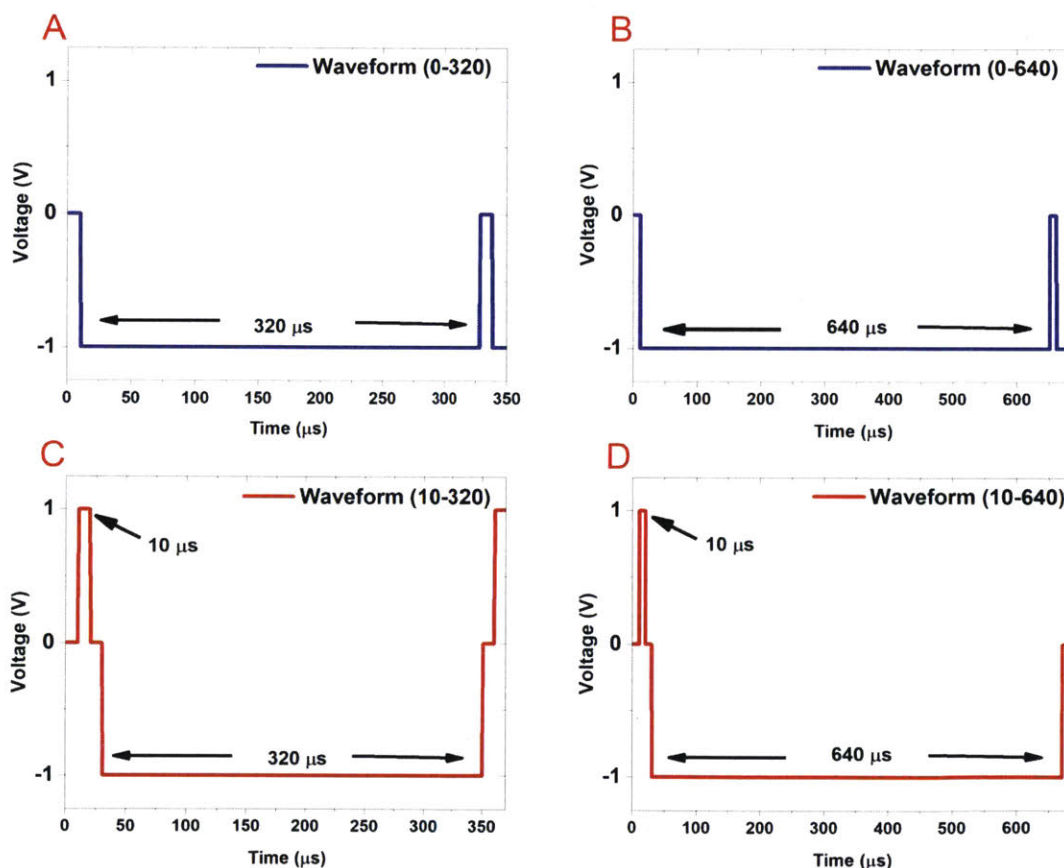 A
Waveform (0-320)
1
0
-1
Voltage (V)
320 μs
0 50 100 150 200 250 300 350
Time (μs)
B
Waveform (0-640)
1
0
-1
Voltage (V)
640 μs
0 100 200 300 400 500 600
Time (μs)
C
Waveform (10-320)
1
0
-1
Voltage (V)
10 μs
320 μs
0 50 100 150 200 250 300 350
Time (μs)
D
Waveform (10-640)
1
0
-1
Voltage (V)
10 μs
640 μs
0 100 200 300 400 500 600
Time (μs)